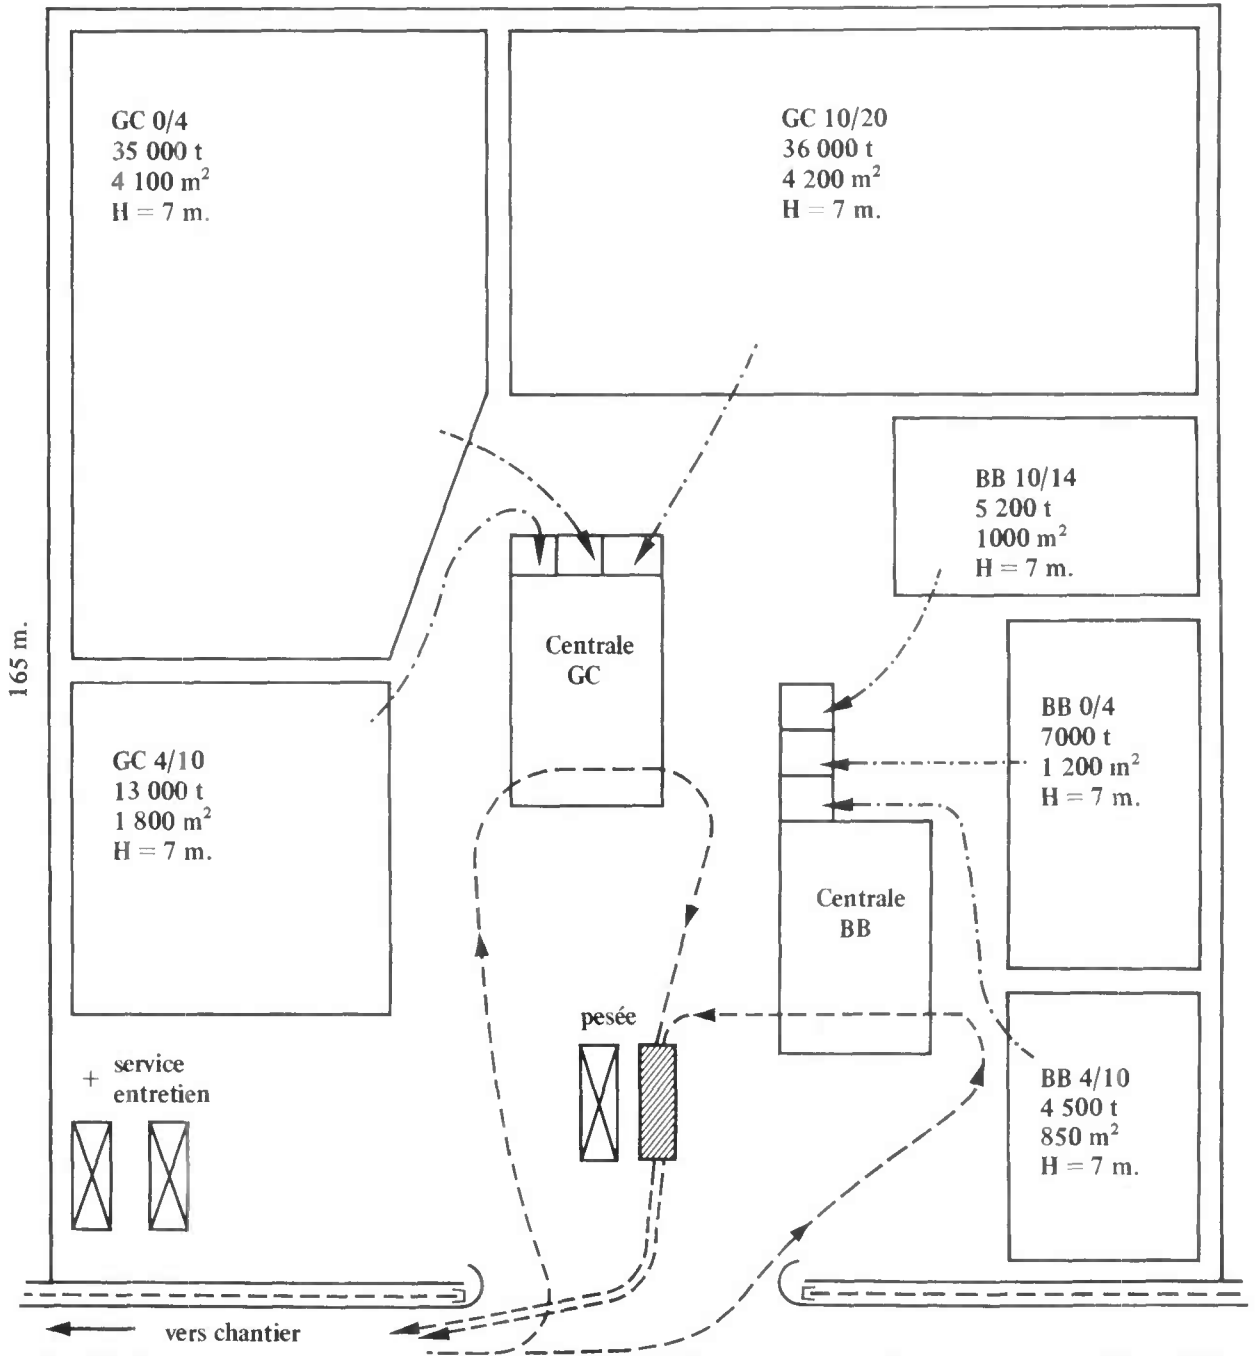 GC 0/4
35 000 t
4 100 m²
H = 7 m.
GC 10/20
36 000 t
4 200 m²
H = 7 m.
BB 10/14
5 200 t
1000 m²
H = 7 m.
165 m.
Centrale
GC
BB 0/4
7000 t
1 200 m²
H = 7 m.
GC 4/10
13 000 t
1 800 m²
H = 7 m.
Centrale
BB
pesée
+ service
entretien
BB 4/10
4 500 t
850 m²
H = 7 m.
vers chantier